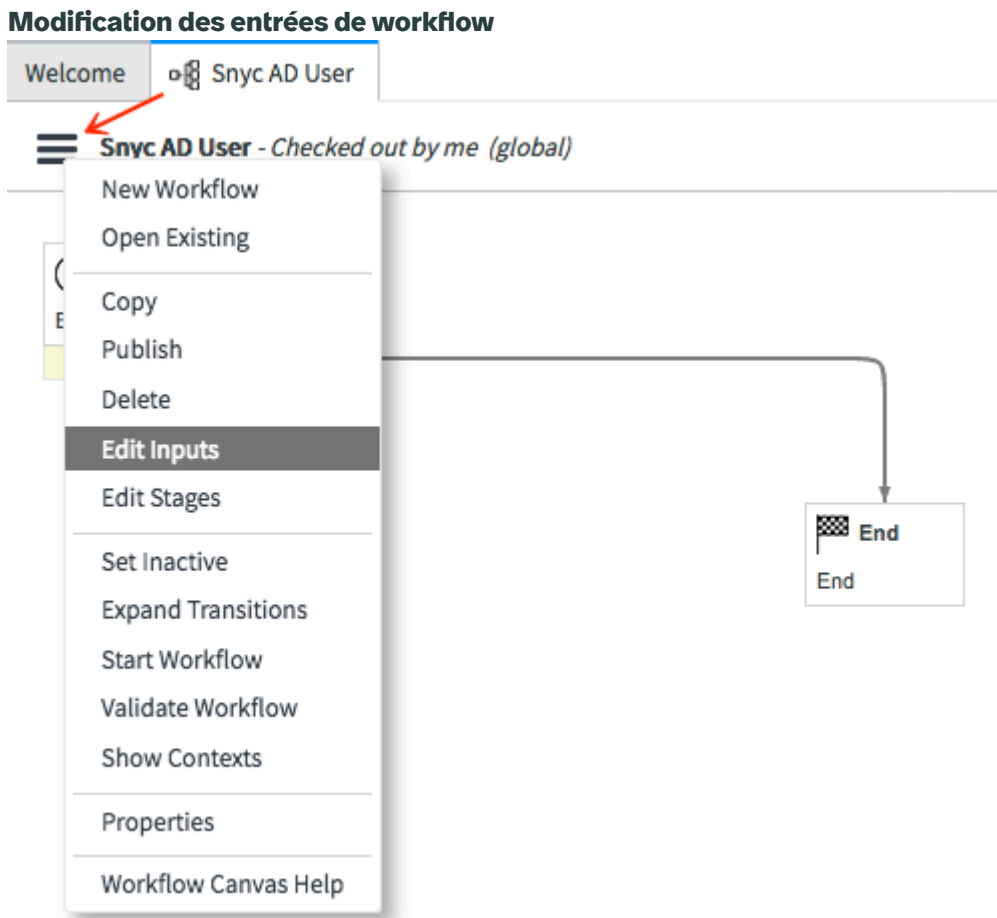 Modification des entrées de workflow
Welcome
Snyc AD User
Snyc AD User - Checked out by me (global)
New Workflow
Open Existing
Copy
Publish
Delete
Edit Inputs
Edit Stages
Set Inactive
Expand Transitions
Start Workflow
Validate Workflow
Show Contexts
Properties
Workflow Canvas Help
End
End